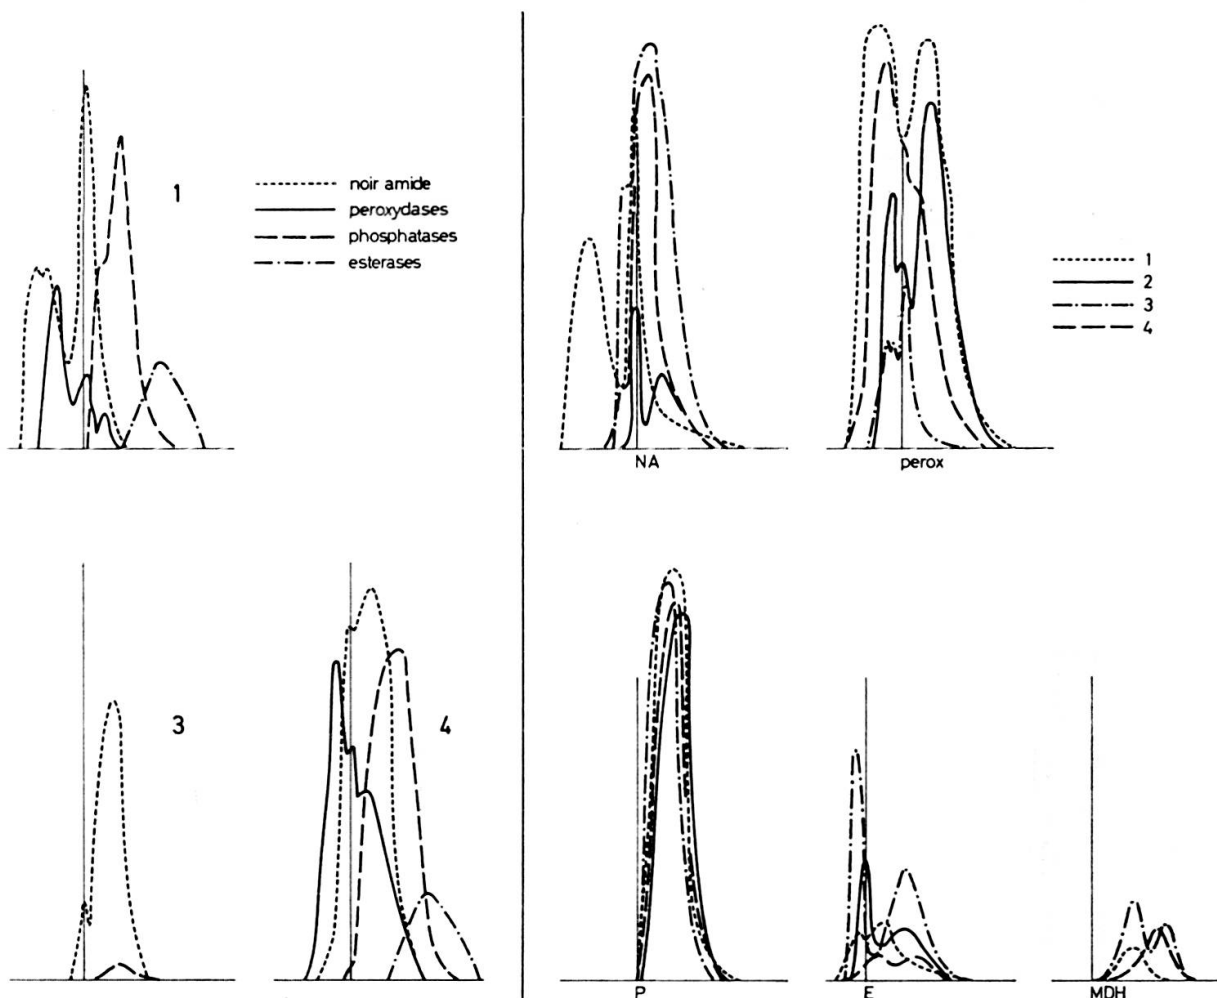 1
noir amide
peroxydases
phosphatases
esterases
NA
perox
1
2
3
4
3
4
P
E
MDH